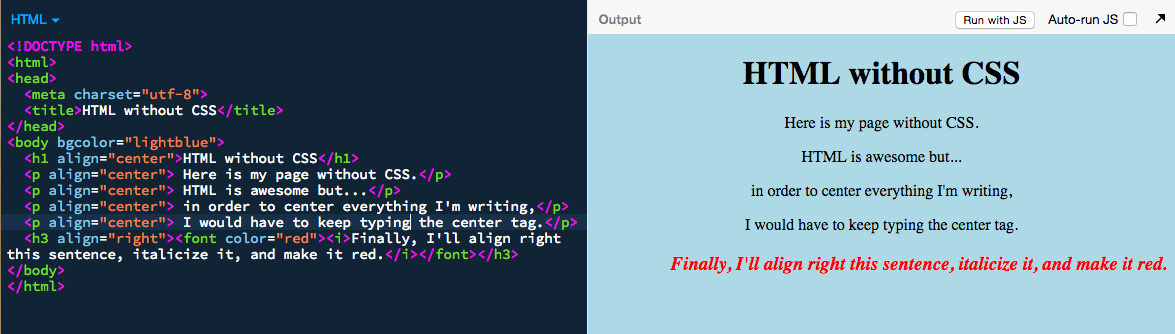 HTML
<!DOCTYPE html>
<html>
<head>
<meta charset="utf-8">
<title>HTML without CSS</title>
</head>
<body bgcolor="lightblue">
<h1 align="center">HTML without CSS</h1>
<p align="center"> Here is my page without CSS.</p>
<p align="center"> HTML is awesome but...</p>
<p align="center"> in order to center everything I'm writing,</p>
<p align="center"> I would have to keep typing the center tag.</p>
<h3 align="right"><font color="red"><i>Finally, I'll align right
this sentence, italicize it, and make it red.</i></font></h3>
</body>
</html>
Output Run with JS Auto-run JS
HTML without CSS
Here is my page without CSS.
HTML is awesome but...
in order to center everything I'm writing,
I would have to keep typing the center tag.
Finally, I'll align right this sentence, italicize it, and make it red.